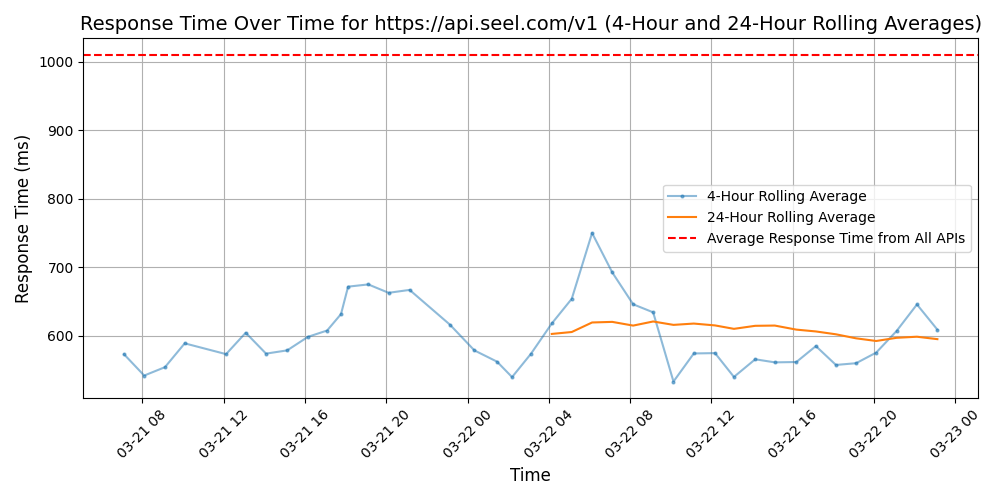 Response Time Over Time for https://api.seel.com/v1 (4-Hour and 24-Hour Rolling Averages)
Response Time (ms)
1000
900
800
700
600
4-Hour Rolling Average
24-Hour Rolling Average
Average Response Time from All APIs
03-21 08
03-21 12
03-21 16
03-21 20
03-22 00
03-22 04
03-22 08
03-22 12
03-22 16
03-22 20
03-23 00
Time